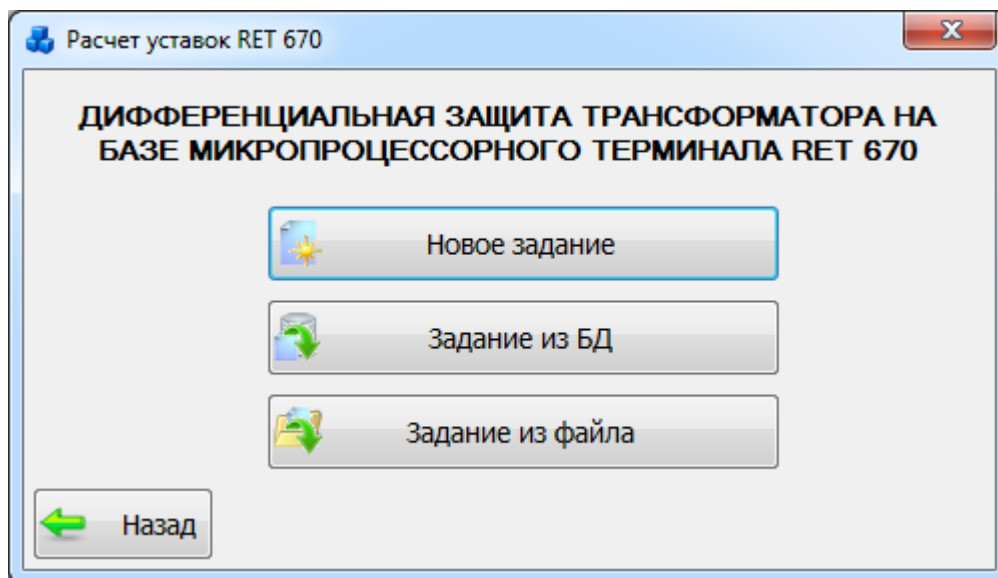 Расчет уставок RET 670
ДИФФЕРЕНЦИАЛЬНАЯ ЗАЩИТА ТРАНСФОРМАТОРА НА
БАЗЕ МИКРОПРОЦЕССОРНОГО ТЕРМИНАЛА RET 670
Новое задание
Задание из БД
Задание из файла
Назад